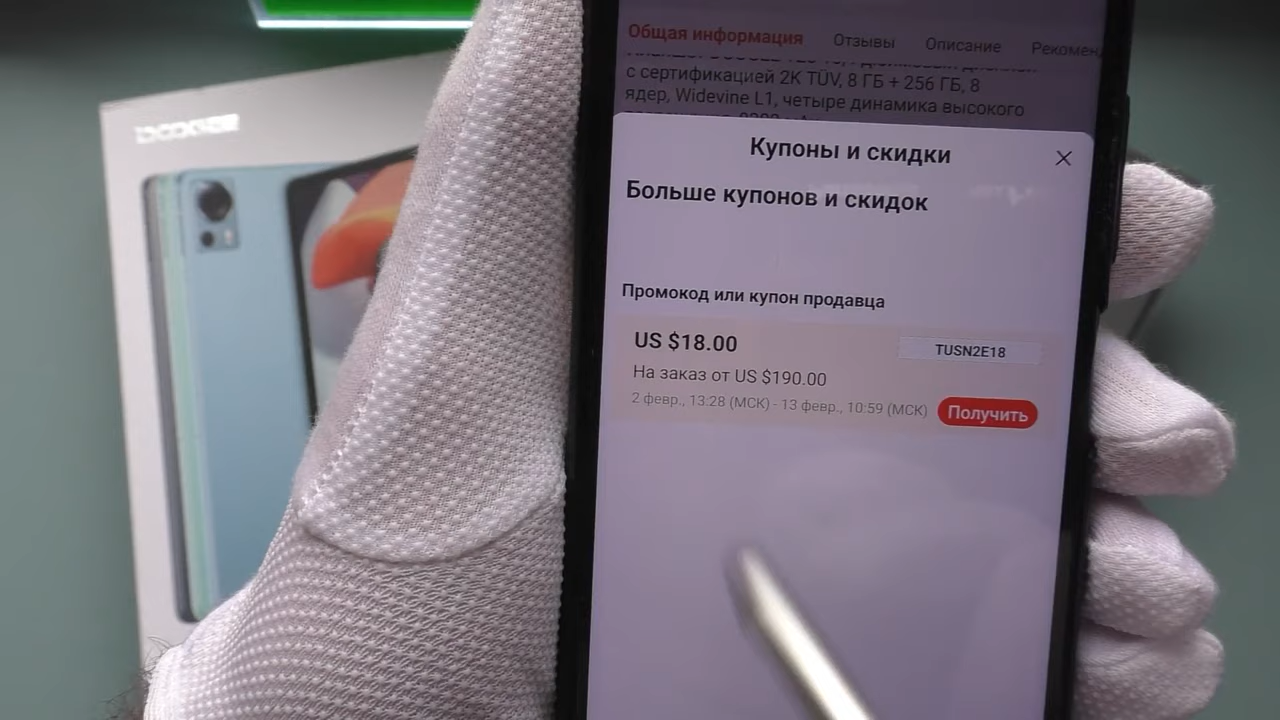 DOOGEE
Общая информация Отзывы Описание Рекомен
с сертификацией 2K TÜV, 8 ГБ + 256 ГБ, 8
ядер, Widevine L1, четыре динамика высокого
Купоны и скидки
Больше купонов и скидок
Промокод или купон продавца
US $18.00
TUSN2E18
На заказ от US $190.00
2 февр., 13:28 (МСК) - 13 февр., 10:59 (МСК)
Получить